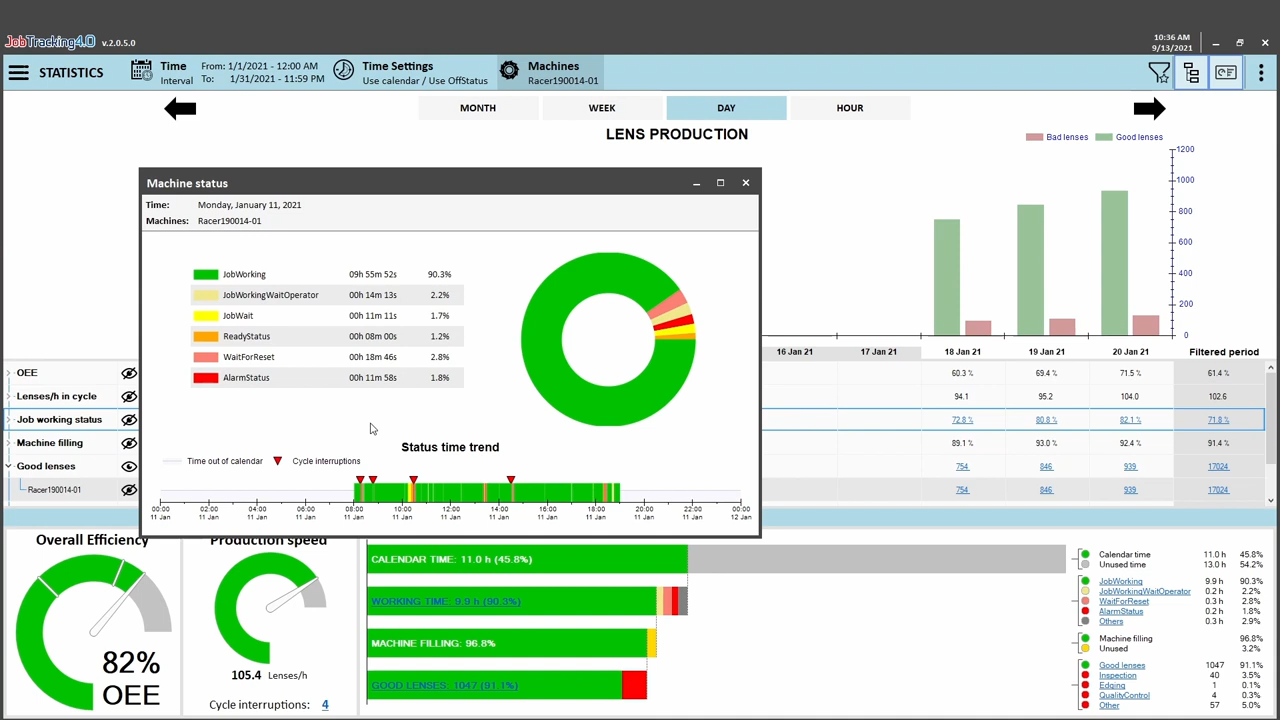 JobTracking4.0 v.2.0.5.0
10:36 AM
9/13/2021
STATISTICS
Time
Interval
From: 1/1/2021 - 12:00 AM
To: 1/31/2021 - 11:59 PM
Time Settings
Use calendar / Use OffStatus
Machines
Racer190014-01
MONTH WEEK DAY HOUR
LENS PRODUCTION
Bad lenses Good lenses
1200
1000
800
600
400
200
0
Machine status
Time: Monday, January 11, 2021
Machines: Racer190014-01
JobWorking 09h 55m 52s 90.3%
JobWorkingWaitOperator 00h 14m 13s 2.2%
JobWait 00h 11m 11s 1.7%
ReadyStatus 00h 08m 00s 1.2%
WaitForReset 00h 18m 46s 2.8%
AlarmStatus 00h 11m 58s 1.8%
Status time trend
Time out of calendar Cycle interruptions
00:00 02:00 04:00 06:00 08:00 10:00 12:00 14:00 16:00 18:00 20:00 22:00 00:00
11 Jan 11 Jan 11 Jan 11 Jan 11 Jan 11 Jan 11 Jan 11 Jan 11 Jan 11 Jan 11 Jan 11 Jan 12 Jan
16 Jan 21 17 Jan 21 18 Jan 21 19 Jan 21 20 Jan 21 Filtered period
OEE 60.3 % 69.4 % 71.5 % 61.4 %
Lenses/h in cycle 94.1 95.2 104.0 102.6
Job working status 72.8 % 80.8 % 82.1 % 71.8 %
Machine filling 89.1 % 93.0 % 92.4 % 91.4 %
Good lenses 754 846 939 17024
Racer190014-01 754 846 939 17024
Overall Efficiency
82%
OEE
Production speed
105.4 Lenses/h
Cycle interruptions: 4
CALENDAR TIME: 11.0 h (45.8%)
WORKING TIME: 9.9 h (90.3%)
MACHINE FILLING: 96.8%
GOOD LENSES: 1047 (91.1%)
Calendar time 11.0 h 45.8%
Unused time 13.0 h 54.2%
JobWorking 9.9 h 90.3%
JobWorkingWaitOperator 0.2 h 2.2%
WaitForReset 0.3 h 2.8%
AlarmStatus 0.2 h 1.8%
Others 0.3 h 2.9%
Machine filling 96.8%
Unused 3.2%
Good lenses 1047 91.1%
Inspection 40 3.5%
Edging 1 0.1%
QualityControl 4 0.3%
Other 57 5.0%